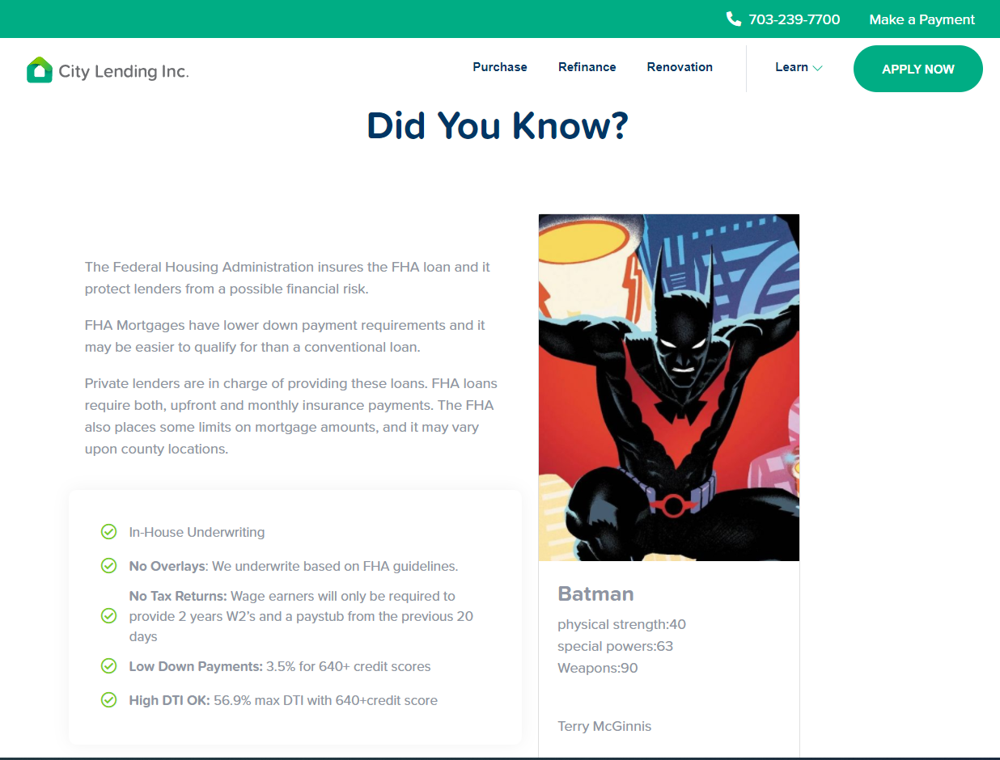 703-239-7700
Make a Payment
City Lending Inc.
Purchase
Refinance
Renovation
Learn
APPLY NOW
Did You Know?
The Federal Housing Administration insures the FHA loan and it
protect lenders from a possible financial risk.
FHA Mortgages have lower down payment requirements and it
may be easier to qualify for than a conventional loan.
Private lenders are in charge of providing these loans. FHA loans
require both, upfront and monthly insurance payments. The FHA
also places some limits on mortgage amounts, and it may vary
upon county locations.
In-House Underwriting
No Overlays: We underwrite based on FHA guidelines.
No Tax Returns: Wage earners will only be required to
provide 2 years W2’s and a paystub from the previous 20
days
Low Down Payments: 3.5% for 640+ credit scores
High DTI OK: 56.9% max DTI with 640+credit score
Batman
physical strength:40
special powers:63
Weapons:90
Terry McGinnis